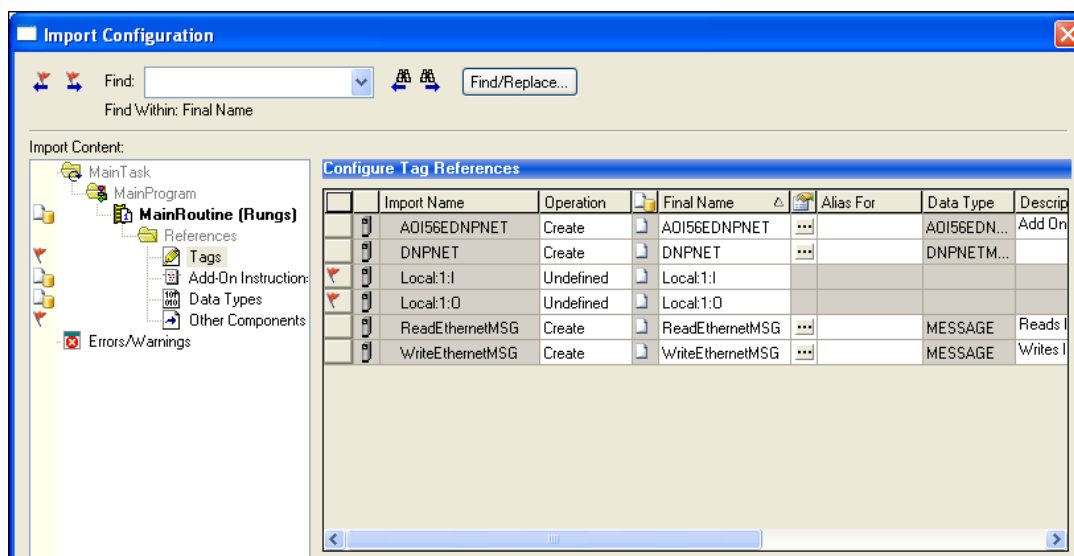 Import Configuration
Find:
Find/Replace...
Find Within: Final Name
Import Content:
MainTask
MainProgram
MainRoutine (Rungs)
References
Tags
Add-On Instruction:
Data Types
Other Components
Errors/Warnings
Configure Tag References
Import Name Operation Final Name Alias For Data Type Descrip
AOI56EDNPNET Create AOI56EDNPNET ... AOI56EDN... Add On
DNPNET Create DNPNET ... DNPNETM...
Local:1:I Undefined Local:1:I
Local:1:O Undefined Local:1:O
ReadEthernetMSG Create ReadEthernetMSG ... MESSAGE Reads I
WriteEthernetMSG Create WriteEthernetMSG ... MESSAGE Writes I